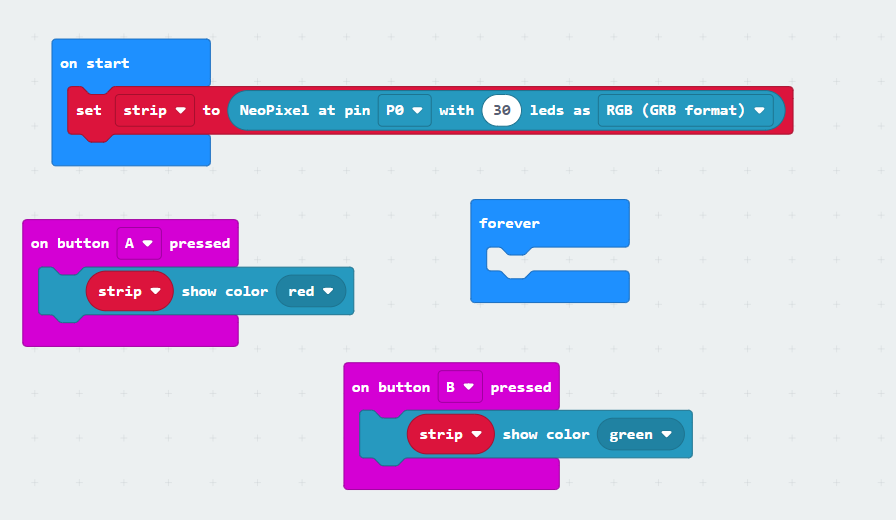 on start
set strip to NeoPixel at pin P0 with 30 leds as RGB (GRB format)
forever
on button A pressed
strip show color red
on button B pressed
strip show color green